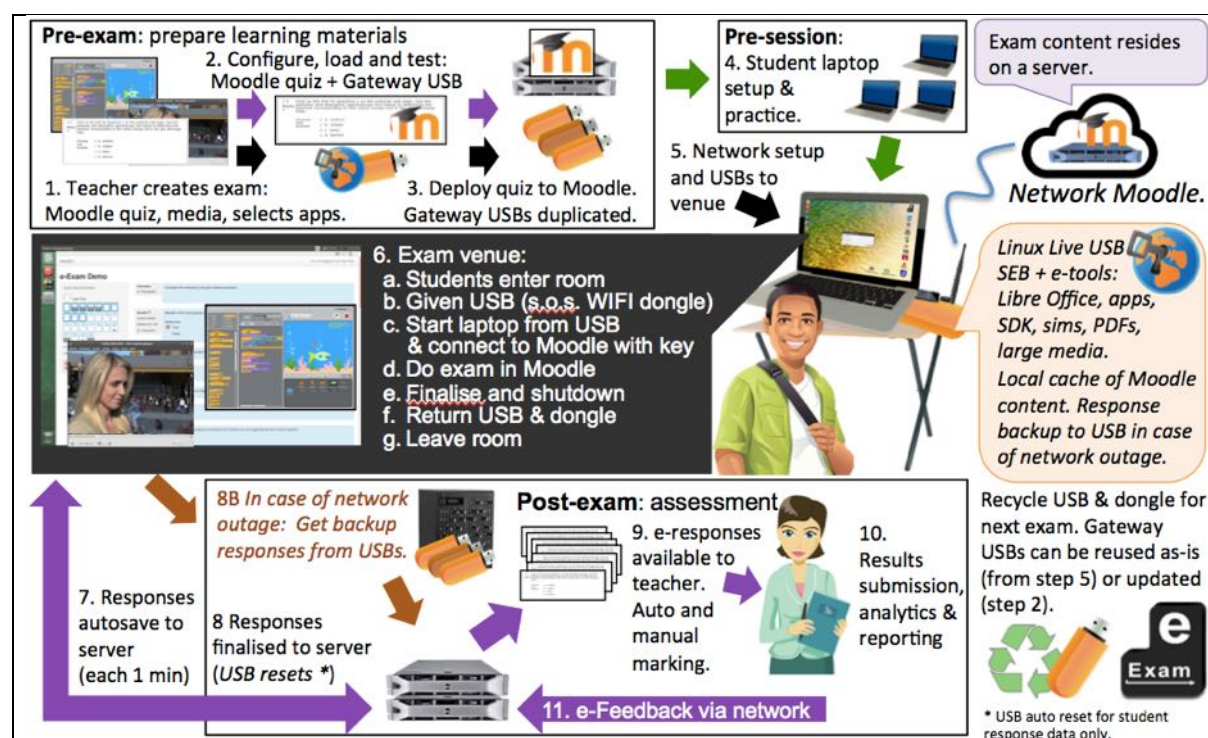 Pre-exam: prepare learning materials
2. Configure, load and test:
Moodle quiz + Gateway USB
1. Teacher creates exam:
Moodle quiz, media, selects apps.
3. Deploy quiz to Moodle.
Gateway USBs duplicated.
Pre-session:
4. Student laptop
setup &
practice.
Exam content resides
on a server.
Network Moodle.
5. Network setup
and USBs to
venue
Linux Live USB
SEB + e-tools:
Libre Office, apps,
SDK, sims, PDFs,
large media.
Local cache of Moodle
content. Response
backup to USB in case
of network outage.
e-Exam Demo
6. Exam venue:
a. Students enter room
b. Given USB (s.o.s. WIFI dongle)
c. Start laptop from USB
& connect to Moodle with key
d. Do exam in Moodle
e. Finalise and shutdown
f. Return USB & dongle
g. Leave room
7. Responses
autosave to
server
(each 1 min)
8B In case of network
outage: Get backup
responses from USBs.
8 Responses
finalised to server
(USB resets *)
Post-exam: assessment
9. e-responses
available to
teacher.
Auto and
manual
marking.
10.
Results
submission,
analytics &
reporting
11. e-Feedback via network
Recycle USB & dongle for
next exam. Gateway
USBs can be reused as-is
(from step 5) or updated
(step 2).
e
Exam
* USB auto reset for student
response data only.